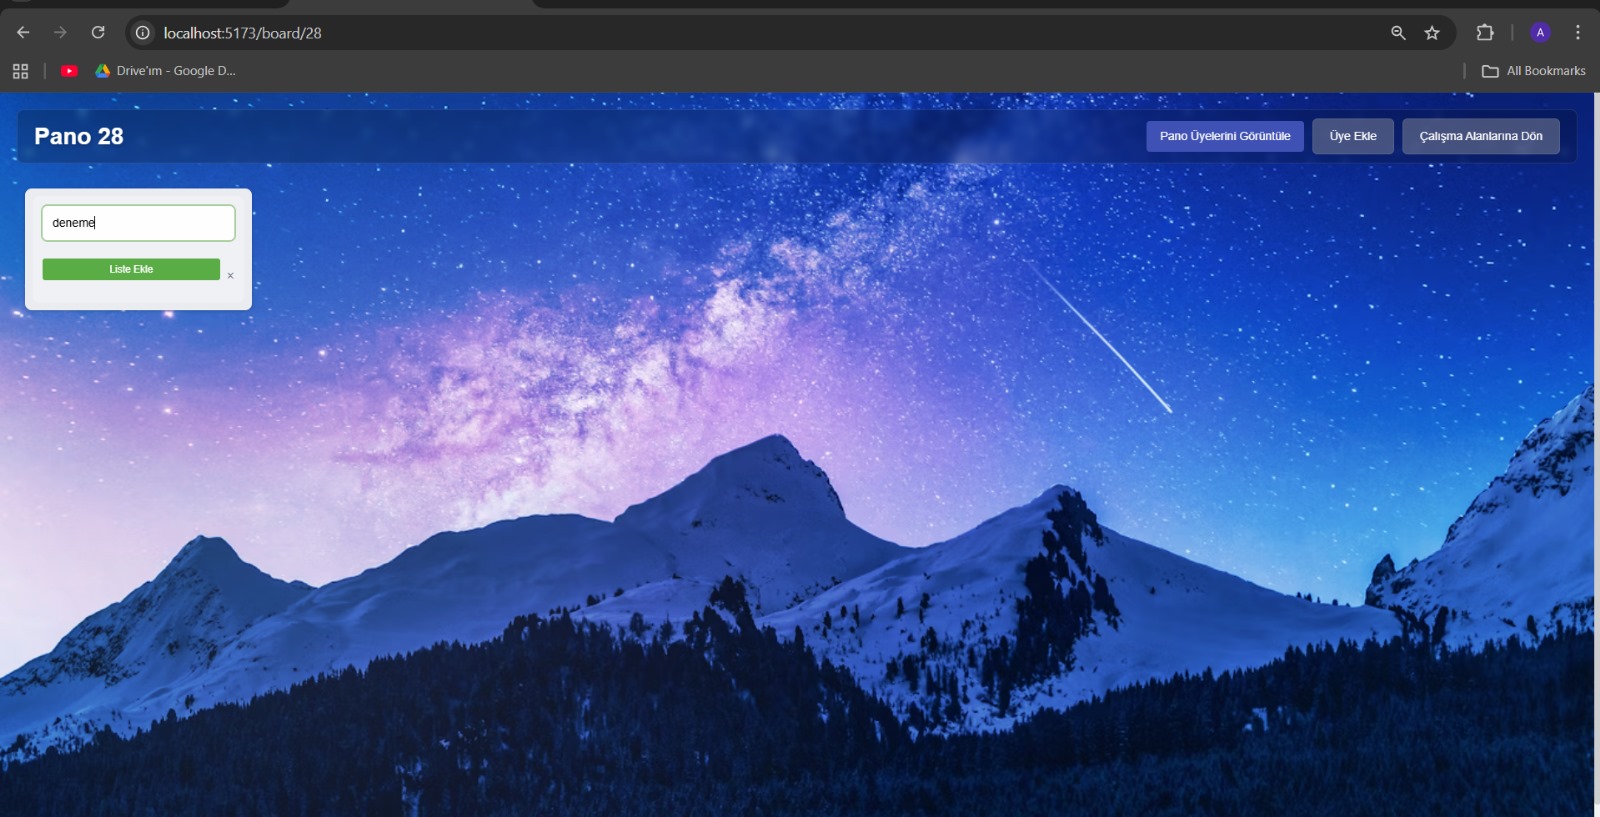 localhost:5173/board/28
A
Drive'ım - Google D...
All Bookmarks
Pano 28
Pano Üyelerini Görüntüle
Üye Ekle
Çalışma Alanlarına Dön
deneme
Liste Ekle
×